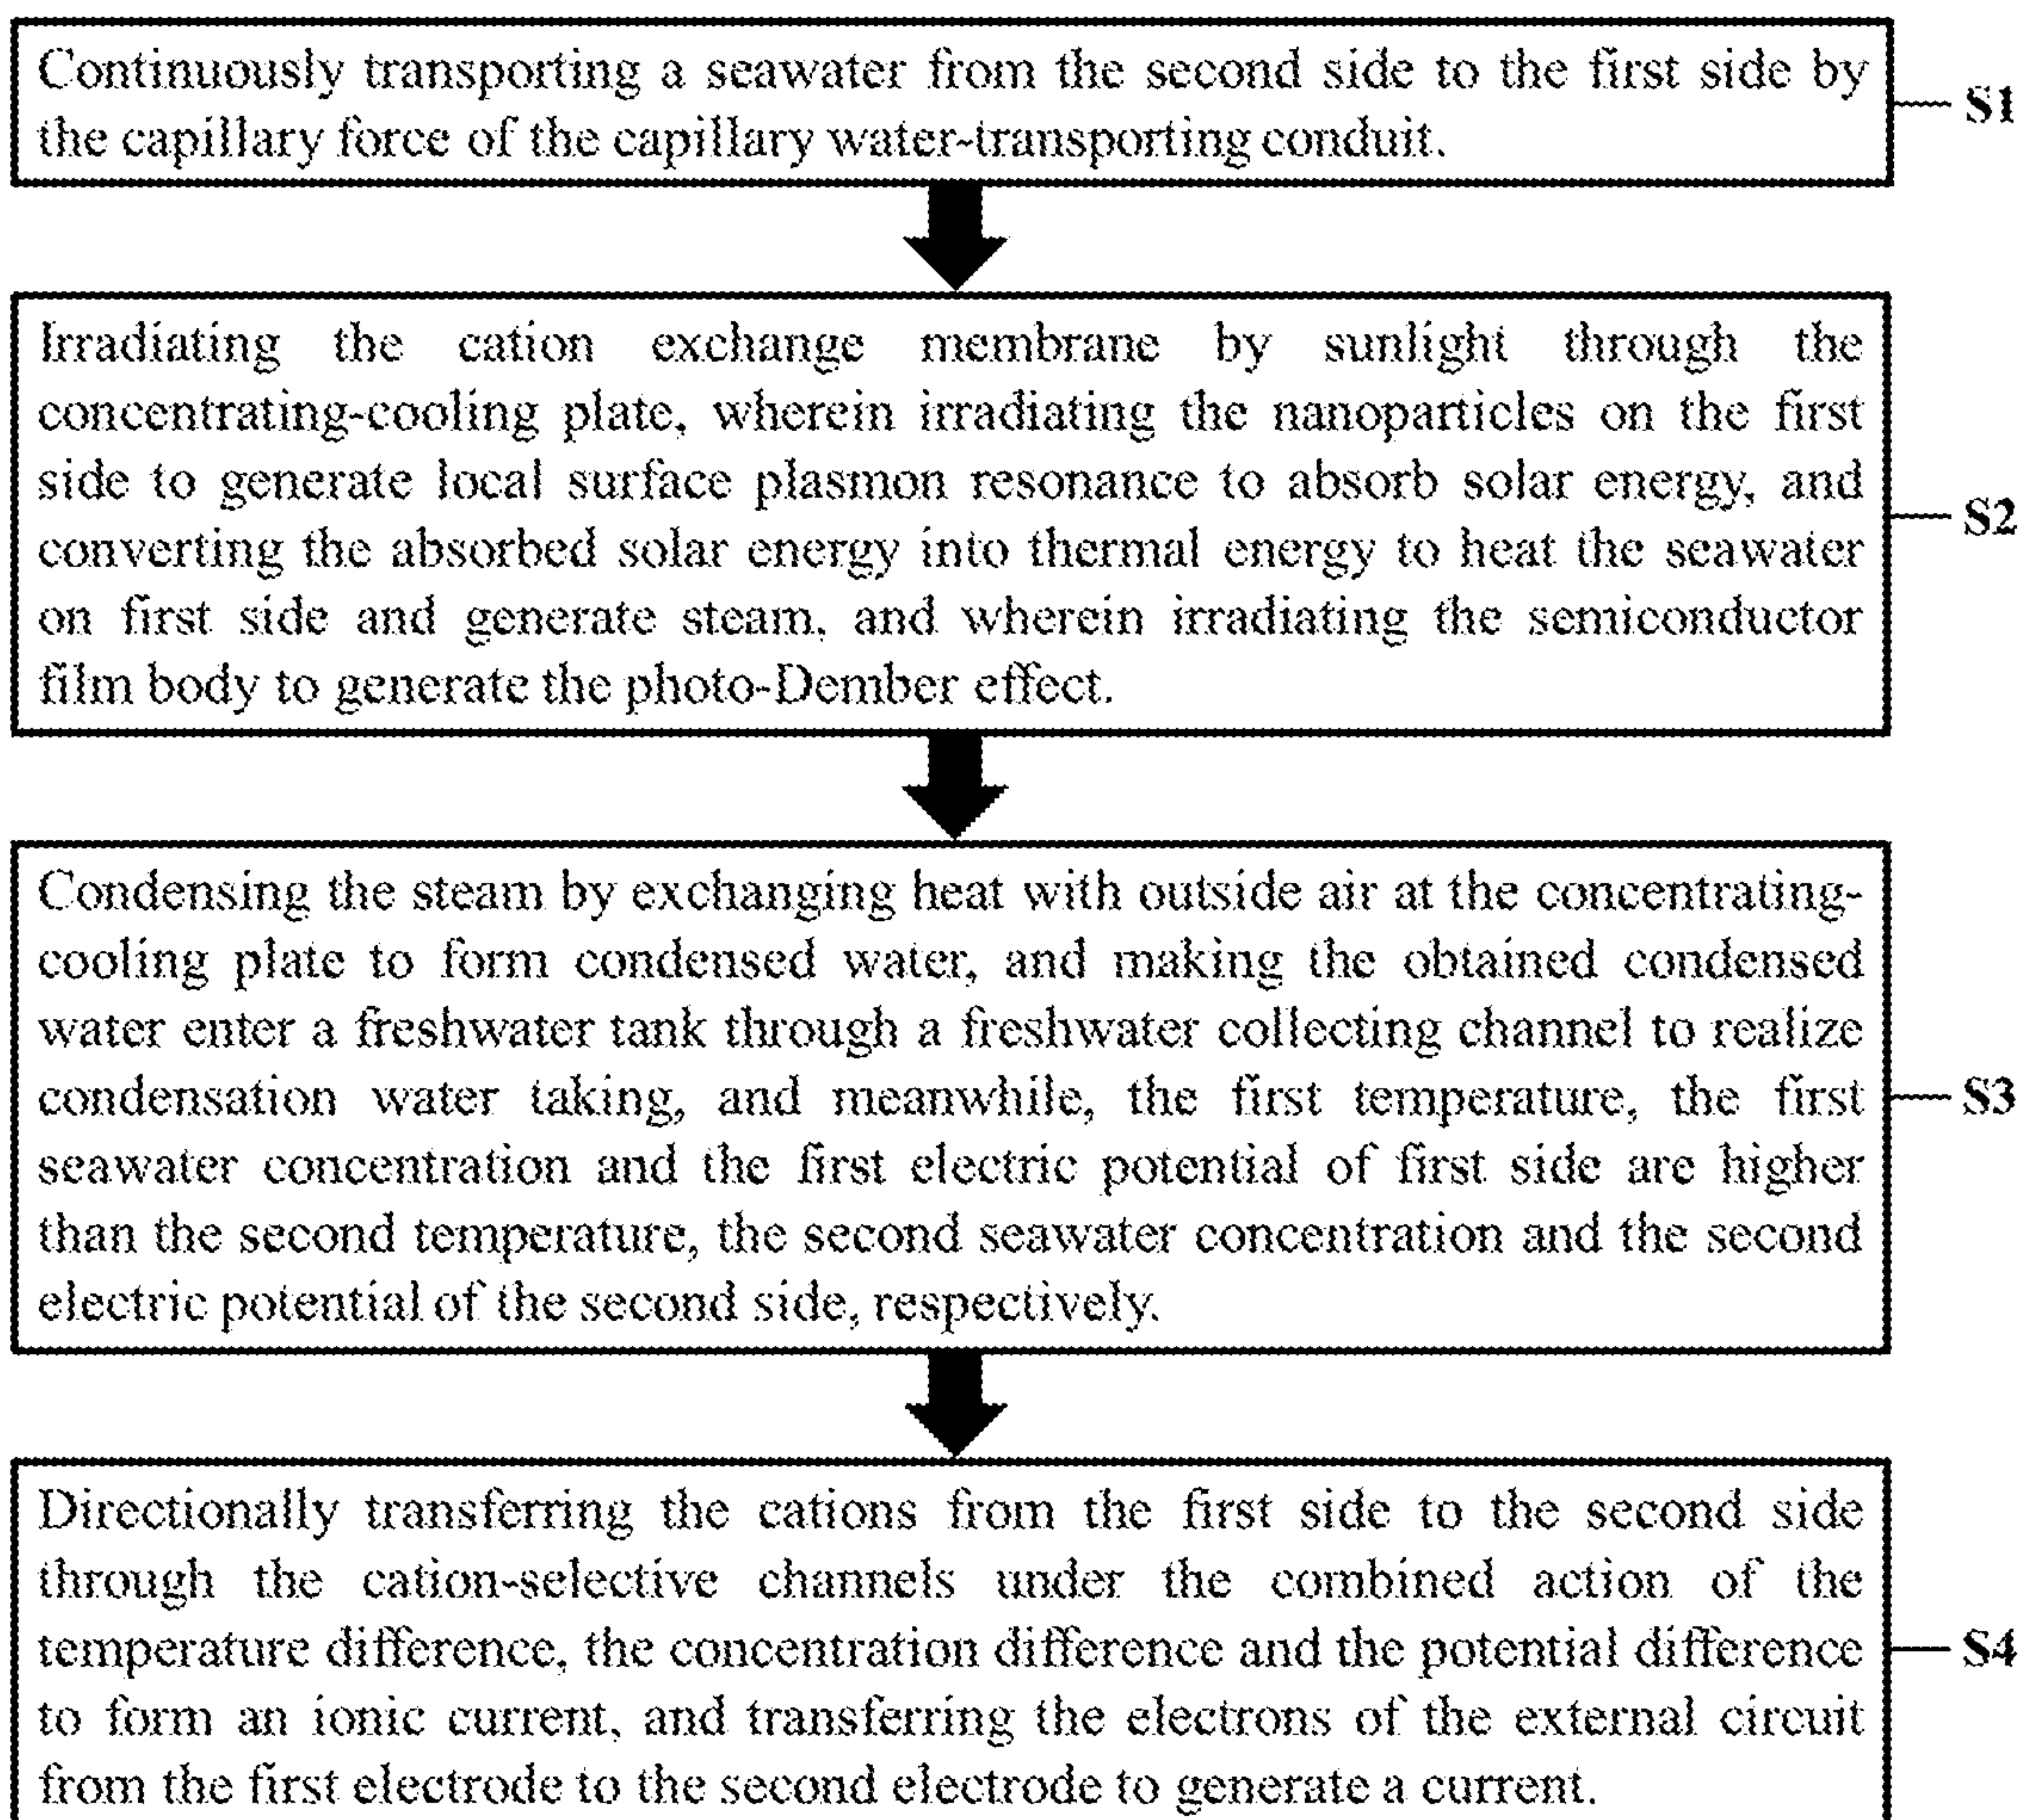 Continuously transporting a seawater from the second side to the first side by
the capillary force of the capillary water-transporting conduit.
S1
Irradiating the cation exchange membrane by sunlight through the
concentrating-cooling plate, wherein irradiating the nanoparticles on the first
side to generate local surface plasmon resonance to absorb solar energy, and
converting the absorbed solar energy into thermal energy to heat the seawater
on first side and generate steam, and wherein irradiating the semiconductor
film body to generate the photo-Dember effect.
S2
Condensing the steam by exchanging heat with outside air at the concentrating-
cooling plate to form condensed water, and making the obtained condensed
water enter a freshwater tank through a freshwater collecting channel to realize
condensation water taking, and meanwhile, the first temperature, the first
seawater concentration and the first electric potential of first side are higher
than the second temperature, the second seawater concentration and the second
electric potential of the second side, respectively.
S3
Directionally transferring the cations from the first side to the second side
through the cation-selective channels under the combined action of the
temperature difference, the concentration difference and the potential difference
to form an ionic current, and transferring the electrons of the external circuit
from the first electrode to the second electrode to generate a current.
S4